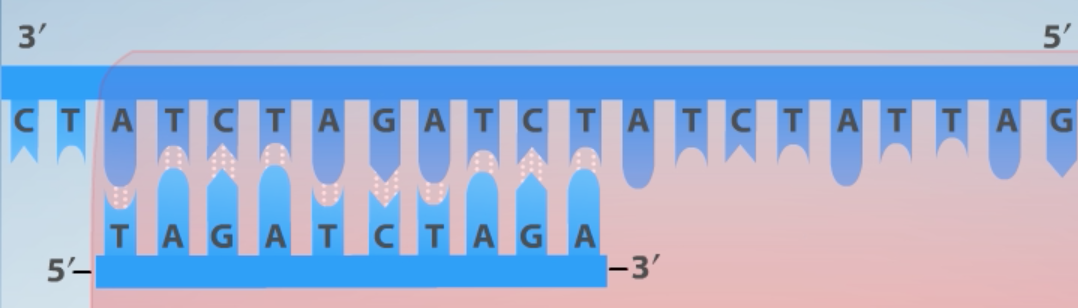 3′ 5′
C T A T C T A G A T C T A T C T A T T A G
T A G A T C T A G A
5′ 3′